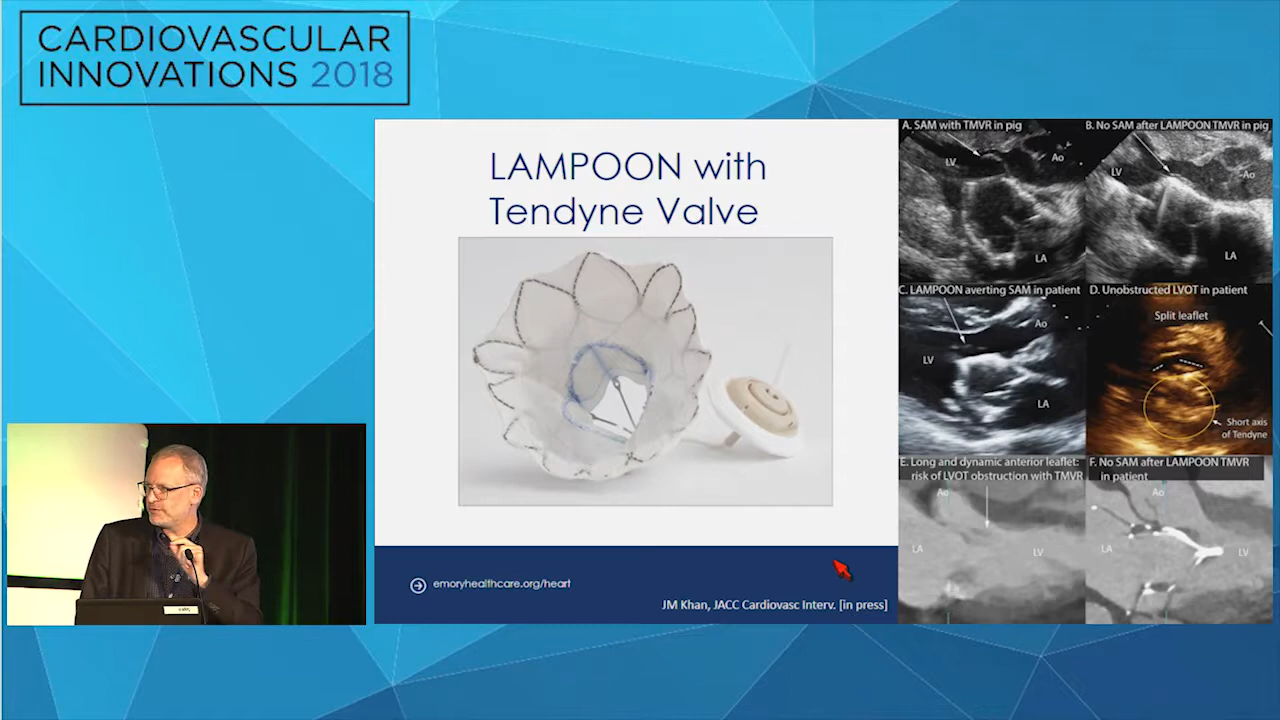 CARDIOVASCULAR
INNOVATIONS 2018
LAMPOON with
Tendyne Valve
emoryhealthcare.org/heart
JM Khan, JACC Cardiovasc Interv. [in press]
A. SAM with TMVR in pig
LV
Ao
LA
B. No SAM after LAMPOON TMVR in pig
LV
Ao
LA
C. LAMPOON averting SAM in patient
Ao
LV
LA
D. Unobstructed LVOT in patient
Split leaflet
Short axis
of Tendyne
E. Long and dynamic anterior leaflet:
risk of LVOT obstruction with TMVR
Ao
LA
LV
F. No SAM after LAMPOON TMVR
in patient
Ao
LA
LV